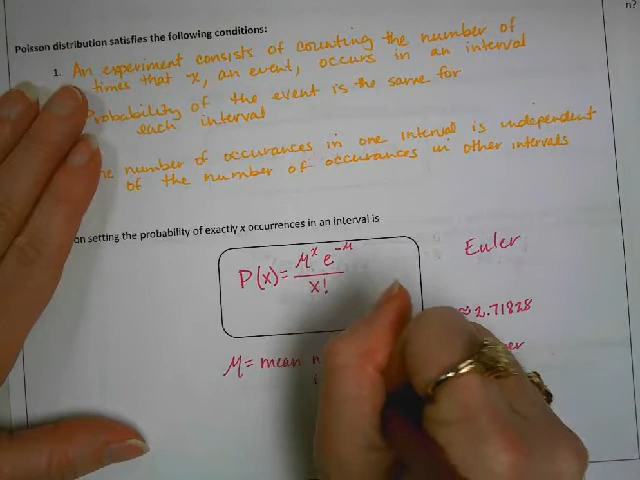 n?
Poisson distribution satisfies the following conditions:
1. An experiment consists of counting the number of
times that x, an event, occurs in an interval
Probability of the event is the same for
each interval
he number of occurances in one interval is independent
of the number of occurances in other intervals
on setting the probability of exactly x occurrences in an interval is
P(x) = μ^x e^-μ / x!
Euler
≈ 2.71828
μ = mean n